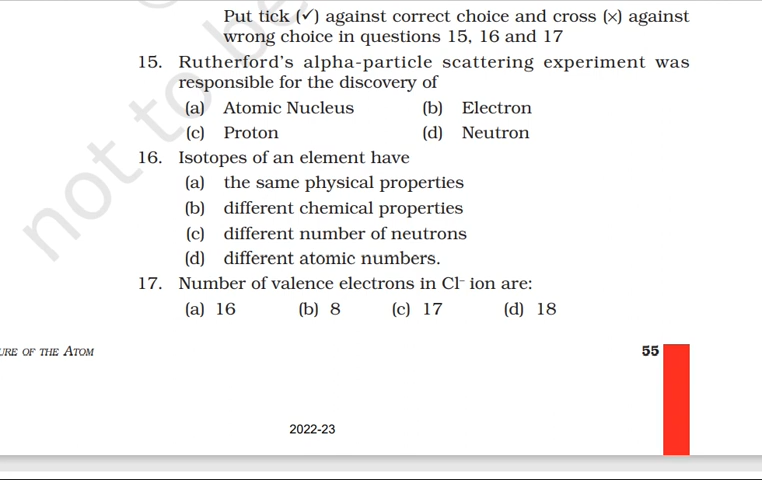 Put tick (✓) against correct choice and cross (×) against
wrong choice in questions 15, 16 and 17
15. Rutherford's alpha-particle scattering experiment was
responsible for the discovery of
(a) Atomic Nucleus (b) Electron
(c) Proton (d) Neutron
16. Isotopes of an element have
(a) the same physical properties
(b) different chemical properties
(c) different number of neutrons
(d) different atomic numbers.
17. Number of valence electrons in Cl⁻ ion are:
(a) 16 (b) 8 (c) 17 (d) 18
URE OF THE ATOM 55
2022-23
not to be